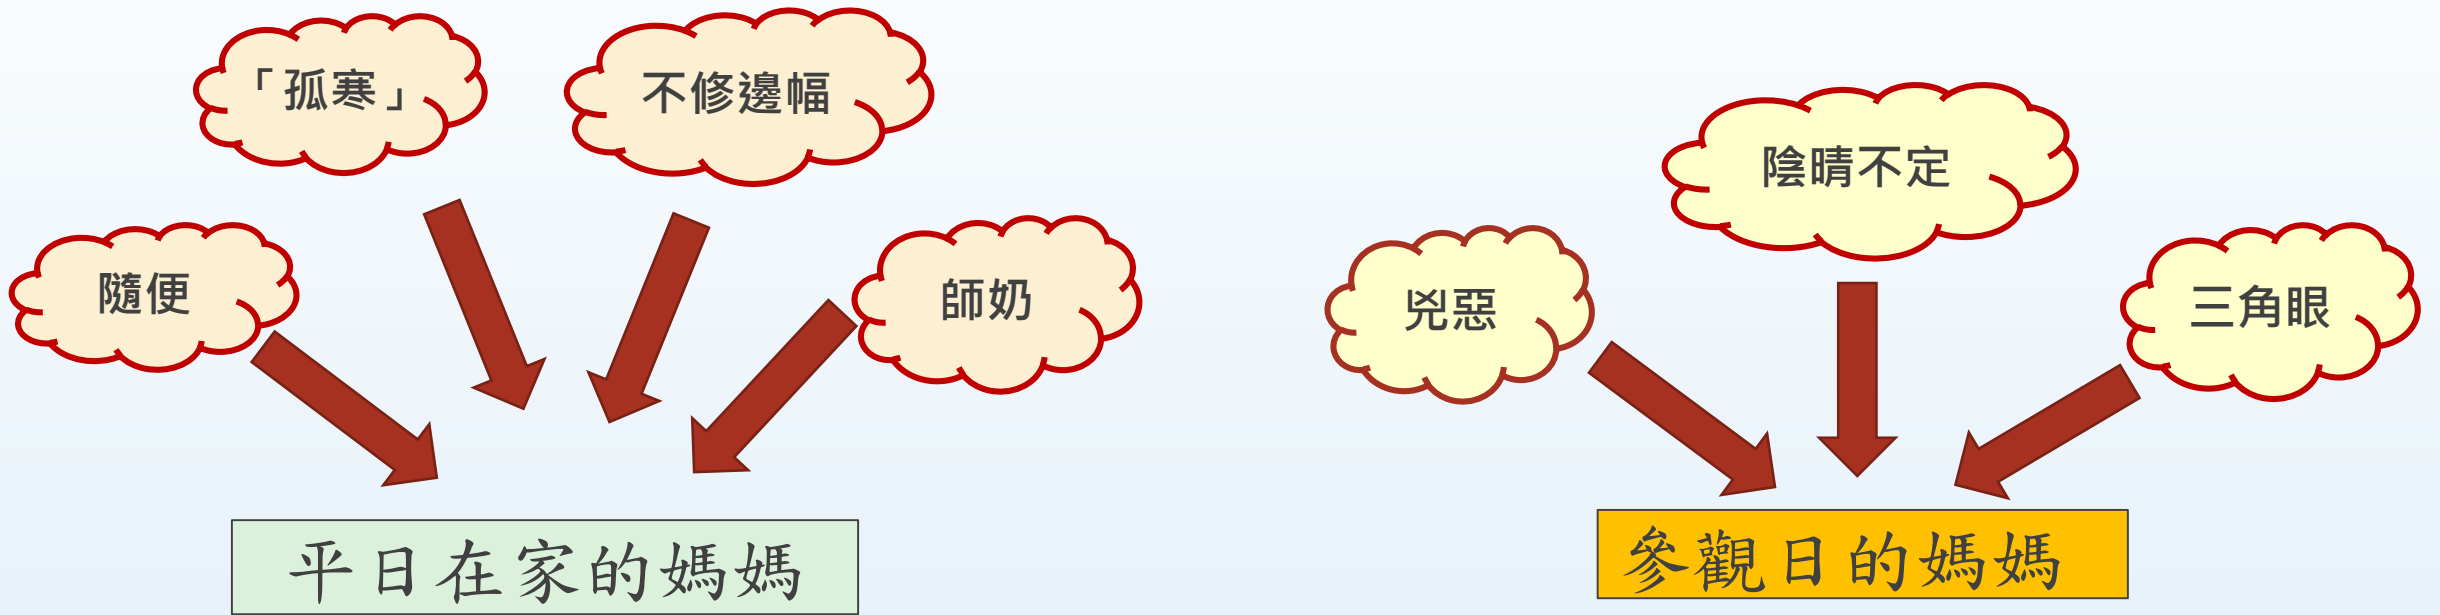 「孤寒」
不修邊幅
隨便
師奶
平日在家的媽媽
陰晴不定
兇惡
三角眼
參觀日的媽媽